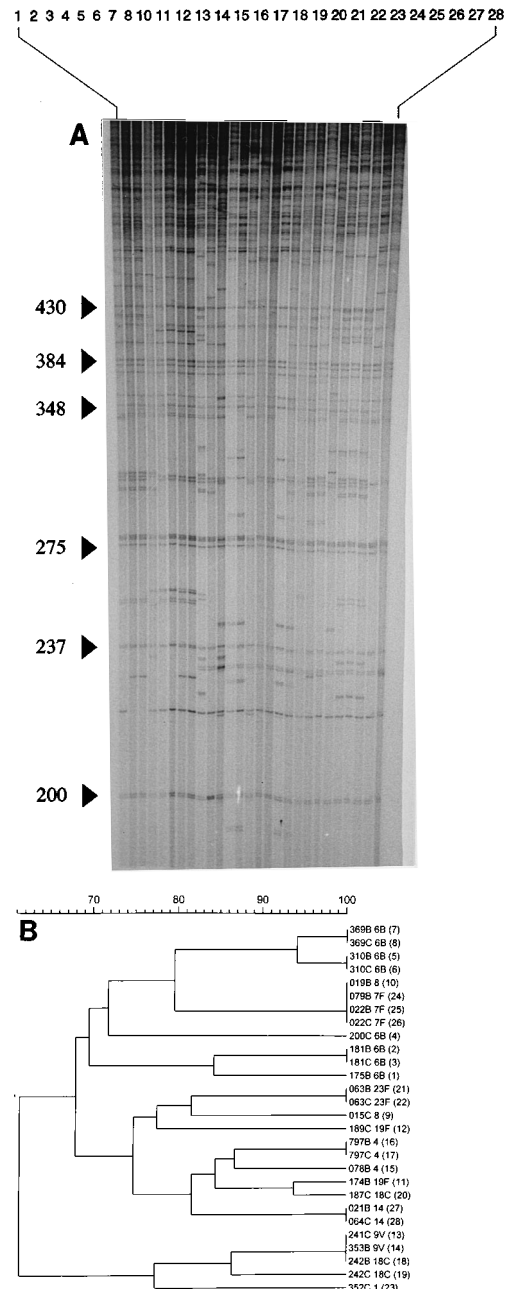 1 2 3 4 5 6 7 8 9 10 11 12 13 14 15 16 17 18 19 20 21 22 23 24 25 26 27 28
A
430
384
348
275
237
200
70 80 90 100
B
369B 6B (7)
369C 6B (8)
310B 6B (5)
310C 6B (6)
019B 8 (10)
079B 7F (24)
022B 7F (25)
022C 7F (26)
200C 6B (4)
181B 6B (2)
181C 6B (3)
175B 6B (1)
063B 23F (21)
063C 23F (22)
015C 8 (9)
189C 19F (12)
797B 4 (16)
797C 4 (17)
078B 4 (15)
174B 19F (11)
187C 18C (20)
021B 14 (27)
064C 14 (28)
241C 9V (13)
353B 9V (14)
242B 18C (18)
242C 18C (19)
352C 1 (23)